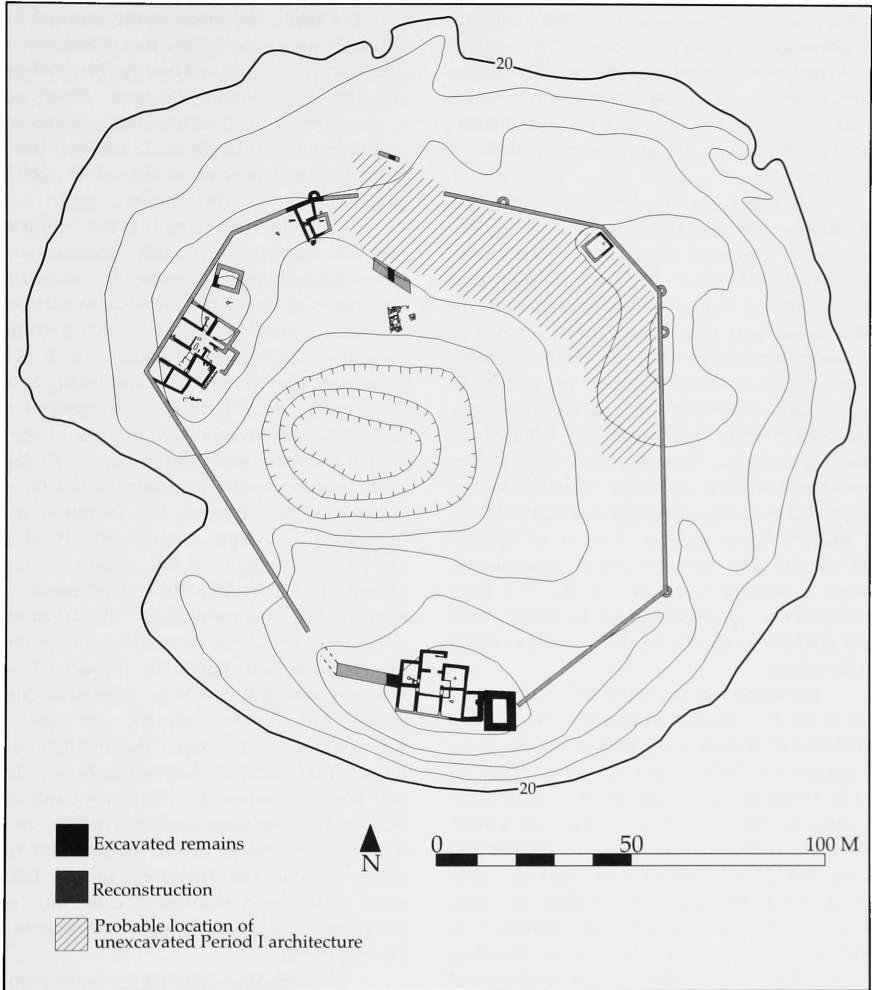 20
20
Excavated remains
Reconstruction
Probable location of
unexcavated Period I architecture
N
0 50 100 M